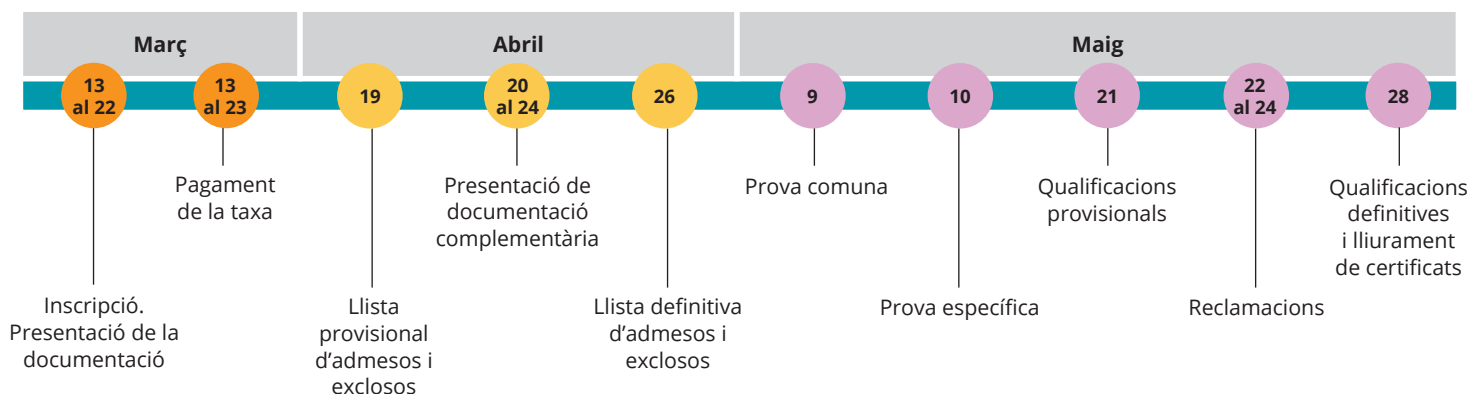 Març
Abril
Maig
13
al 22
13
al 23
19
20
al 24
26
9
10
21
22
al 24
28
Pagament
de la taxa
Presentació de
documentació
complementària
Prova comuna
Qualificacions
provisionals
Qualificacions
definitives
i lliurament
de certificats
Inscripció.
Presentació de la
documentació
Llista
provisional
d'admesos i
exclosos
Llista definitiva
d'admesos i
exclosos
Prova específica
Reclamacions